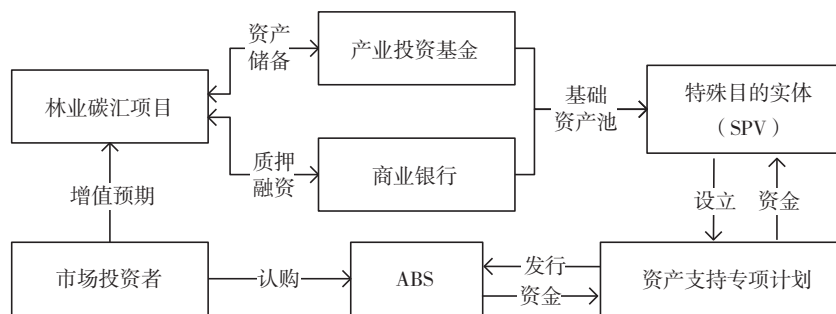 资产
储备
产业投资基金
林业碳汇项目
基础
资产池
特殊目的实体
（SPV）
质押
融资
商业银行
增值预期
设立
资金
市场投资者
认购
ABS
发行
资金
资产支持专项计划